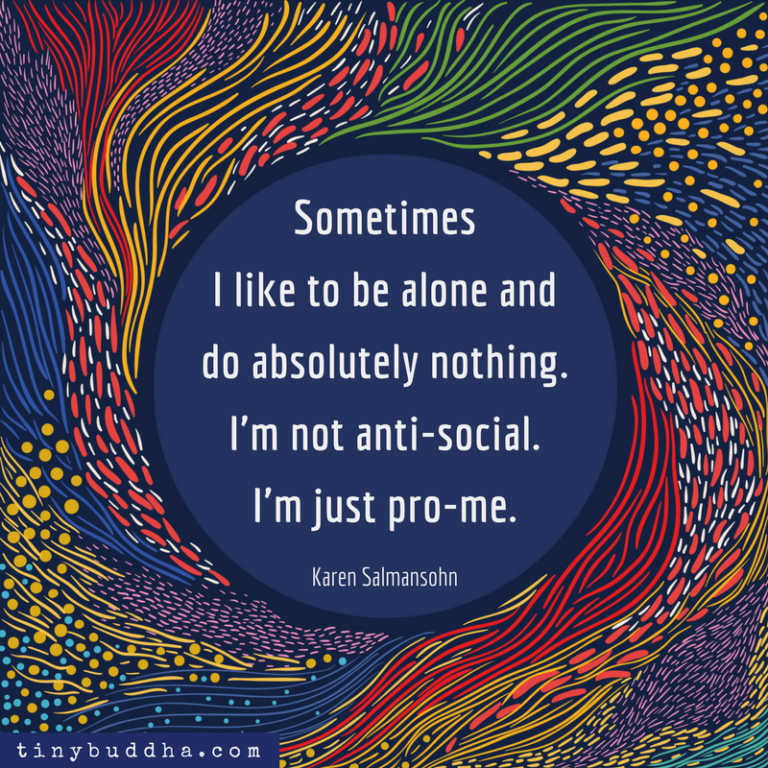 Sometimes
I like to be alone and
do absolutely nothing.
I'm not anti-social.
I'm just pro-me.
Karen Salmansohn
tinybuddha.com